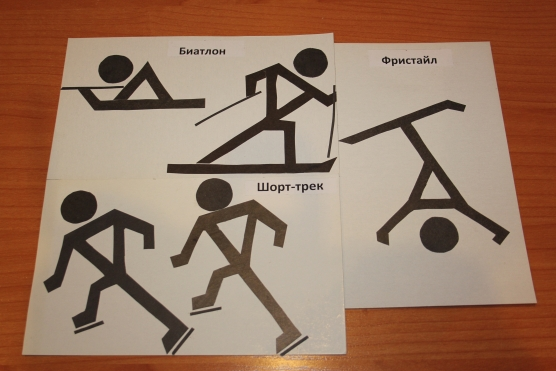 Биатлон
Фристайл
Шорт-трек